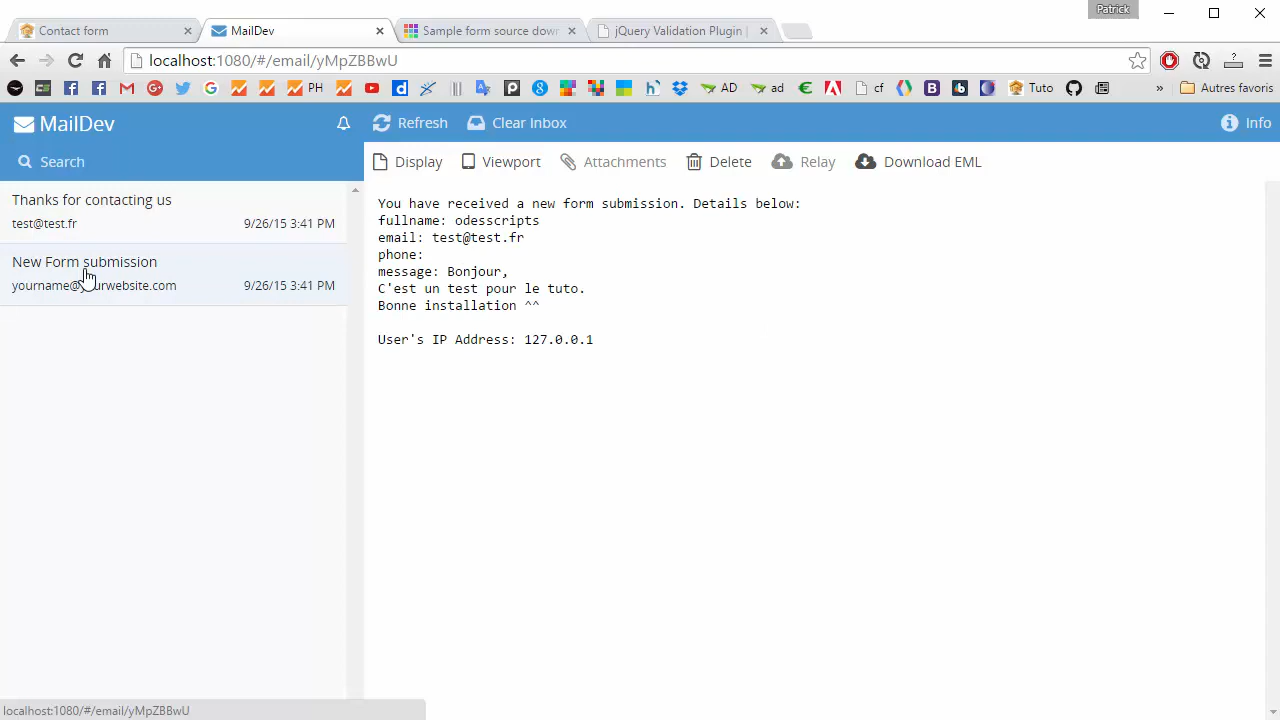 Patrick
Contact form
MailDev
Sample form source down
jQuery Validation Plugin |
localhost:1080/#/email/yMpZBBwU
PH
AD
ad
cf
Tuto
»
Autres favoris
MailDev
Refresh
Clear Inbox
Info
Search
Display
Viewport
Attachments
Delete
Relay
Download EML
Thanks for contacting us
test@test.fr
9/26/15 3:41 PM
New Form submission
yourname@yourwebsite.com
9/26/15 3:41 PM
You have received a new form submission. Details below:
fullname: odesscripts
email: test@test.fr
phone:
message: Bonjour,
C'est un test pour le tuto.
Bonne installation ^^
User's IP Address: 127.0.0.1
localhost:1080/#/email/yMpZBBwU